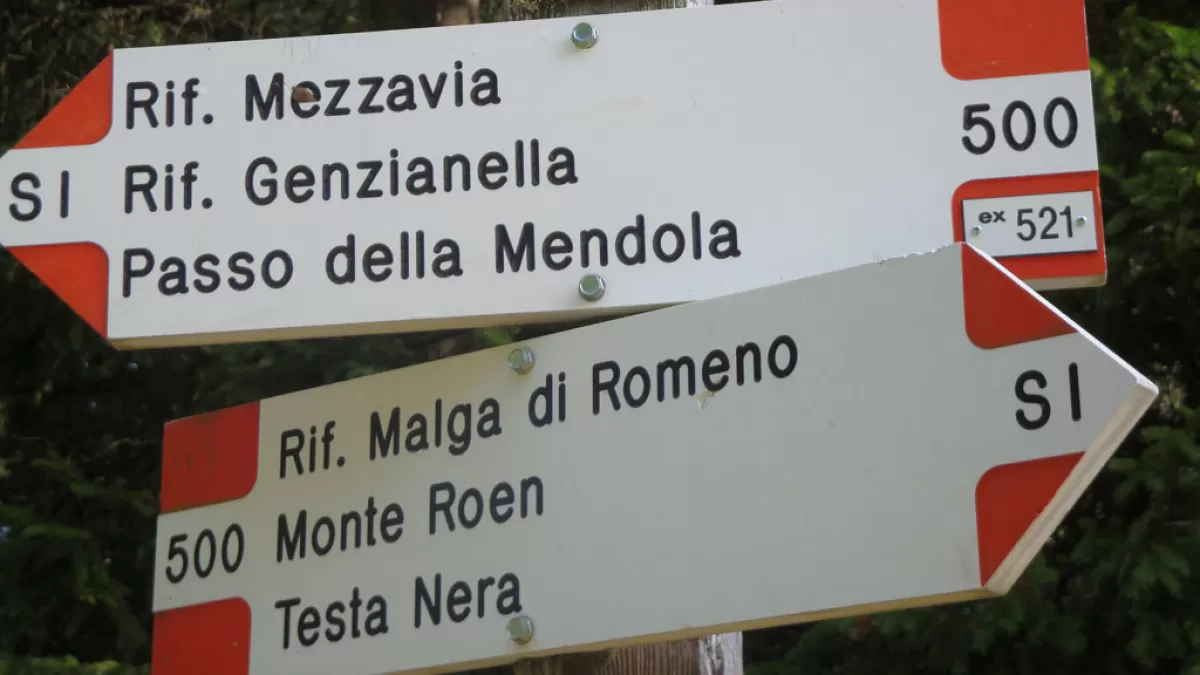 Rif. Mezzavia
500
SI Rif. Genzianella
ex 521
Passo della Mendola
Rif. Malga di Romeno
SI
500 Monte Roen
Testa Nera